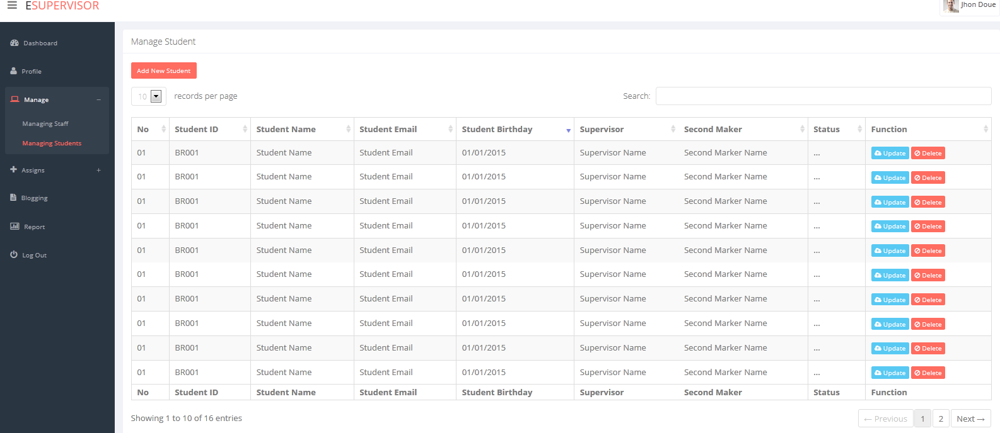 ESUPERVISOR
Jhon Doue
Dashboard
Profile
Manage
Managing Staff
Managing Students
Assigns
Blogging
Report
Log Out
Manage Student
Add New Student
10 records per page
Search:
No Student ID Student Name Student Email Student Birthday Supervisor Second Maker Status Function
01 BR001 Student Name Student Email 01/01/2015 Supervisor Name Second Marker Name ... Update Delete
01 BR001 Student Name Student Email 01/01/2015 Supervisor Name Second Marker Name ... Update Delete
01 BR001 Student Name Student Email 01/01/2015 Supervisor Name Second Marker Name ... Update Delete
01 BR001 Student Name Student Email 01/01/2015 Supervisor Name Second Marker Name ... Update Delete
01 BR001 Student Name Student Email 01/01/2015 Supervisor Name Second Marker Name ... Update Delete
01 BR001 Student Name Student Email 01/01/2015 Supervisor Name Second Marker Name ... Update Delete
01 BR001 Student Name Student Email 01/01/2015 Supervisor Name Second Marker Name ... Update Delete
01 BR001 Student Name Student Email 01/01/2015 Supervisor Name Second Marker Name ... Update Delete
01 BR001 Student Name Student Email 01/01/2015 Supervisor Name Second Marker Name ... Update Delete
01 BR001 Student Name Student Email 01/01/2015 Supervisor Name Second Marker Name ... Update Delete
No Student ID Student Name Student Email Student Birthday Supervisor Second Maker Status Function
Showing 1 to 10 of 16 entries
← Previous 1 2 Next →